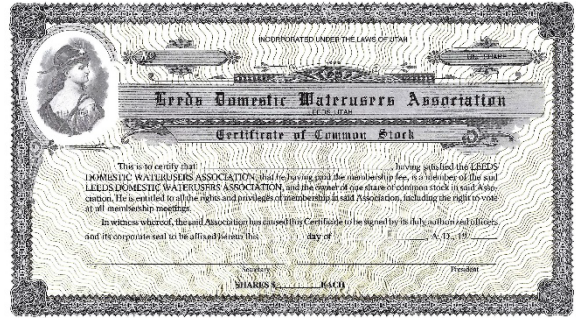 INCORPORATED UNDER THE LAWS OF UTAH
NO
ONE SHARE
Leeds Domestic Waterusers Association
LEEDS, UTAH
Certificate of Common Stock
This is to certify that , having satisfied the LEEDS
DOMESTIC WATERUSERS ASSOCIATION, that he having paid the membership fee, is a member of the said
LEEDS DOMESTIC WATERUSERS ASSOCIATION, and the owner of one share of common stock in said Asso-
ciation. He is entitled to all the rights and privileges of membership in said Association, including the right to vote
at all membership meetings.
In witness whereof, the said Association has caused this Certificate to be signed by its duly authorized officers
and its corporate seal to be affixed hereon this day of , A. D., 19
Secretary President
SHARES $ EACH